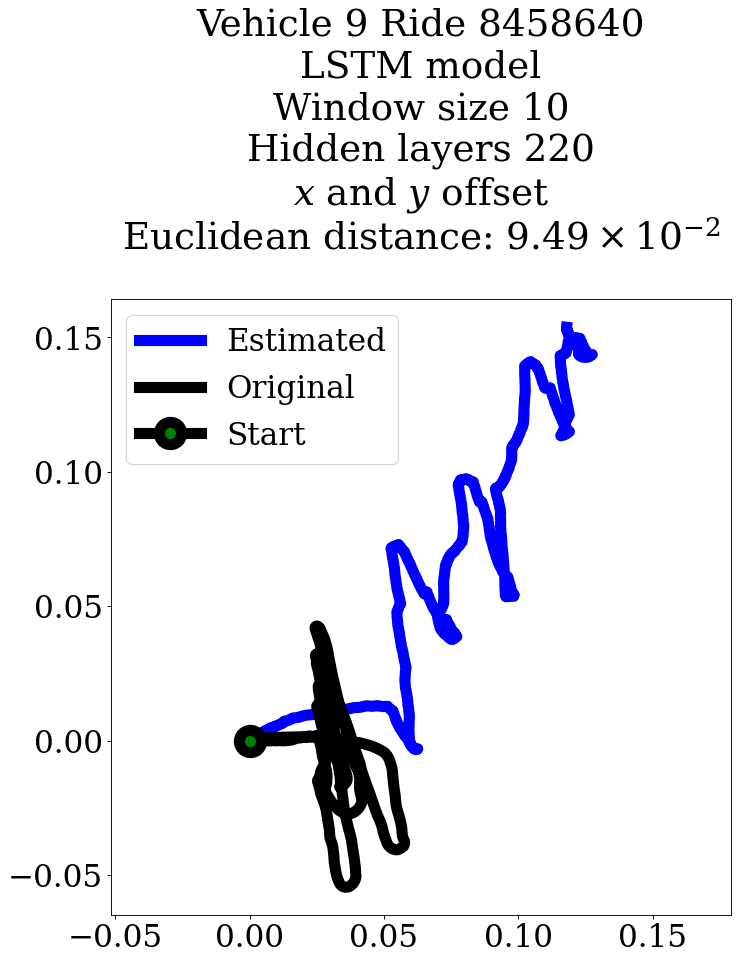 Vehicle 9 Ride 8458640
LSTM model
Window size 10
Hidden layers 220
x and y offset
Euclidean distance: 9.49 × 10⁻²
Estimated
Original
Start
0.15
0.10
0.05
0.00
−0.05
−0.05 0.00 0.05 0.10 0.15